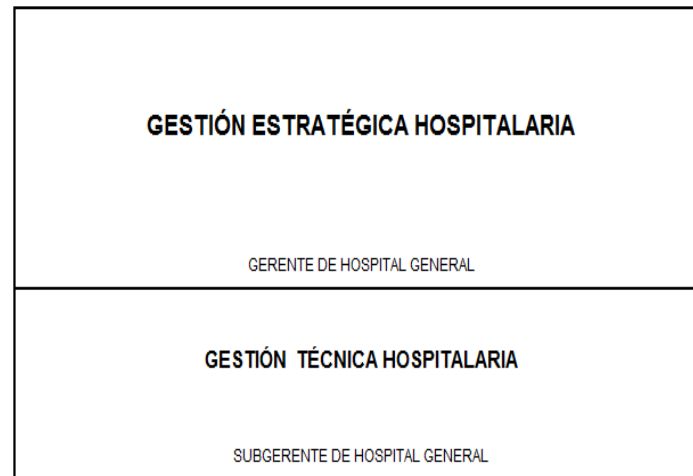 GESTIÓN ESTRATÉGICA HOSPITALARIA
GERENTE DE HOSPITAL GENERAL
GESTIÓN TÉCNICA HOSPITALARIA
SUBGERENTE DE HOSPITAL GENERAL